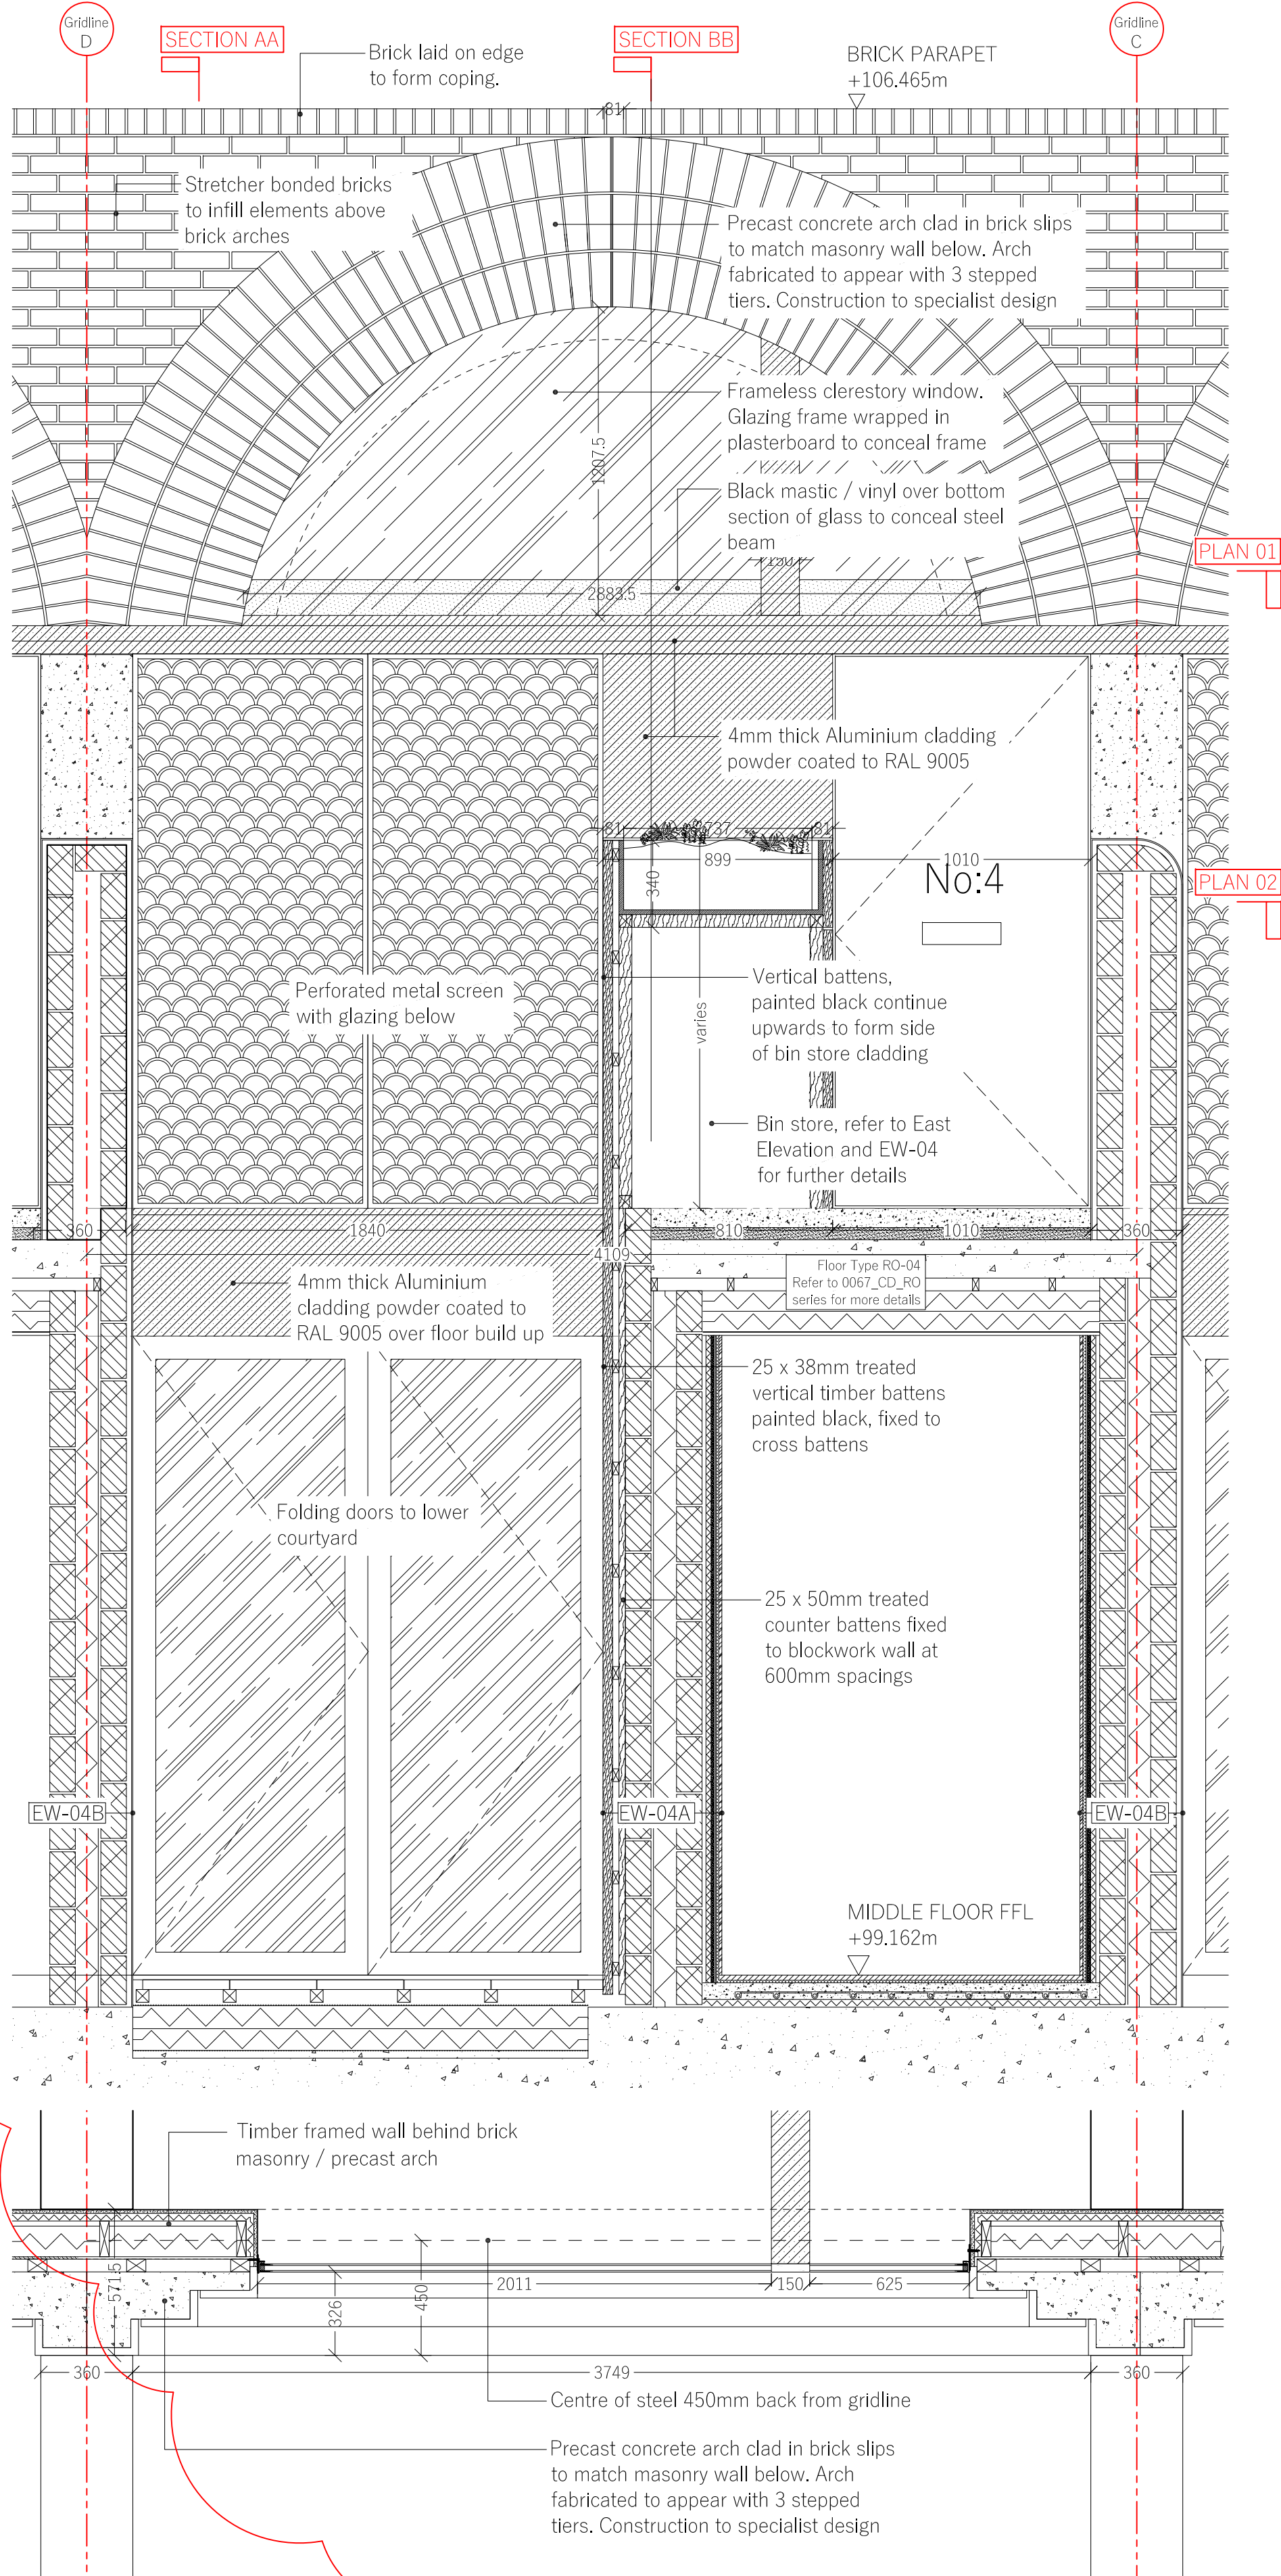 Gridline
D
SECTION AA
Brick laid on edge
to form coping.
SECTION BB
BRICK PARAPET
+106.465m
Gridline
C
81
Stretcher bonded bricks
to infill elements above
brick arches
Precast concrete arch clad in brick slips
to match masonry wall below. Arch
fabricated to appear with 3 stepped
tiers. Construction to specialist design
Frameless clerestory window.
Glazing frame wrapped in
plasterboard to conceal frame
1207.5
Black mastic / vinyl over bottom
section of glass to conceal steel
beam
150
PLAN 01
2883.5
4mm thick Aluminium cladding
powder coated to RAL 9005
81
737
81
899
1010
340
No:4
PLAN 02
Perforated metal screen
with glazing below
Vertical battens,
painted black continue
upwards to form side
of bin store cladding
varies
Bin store, refer to East
Elevation and EW-04
for further details
360
1840
810
1010
360
4109
Floor Type RO-04
Refer to 0067_CD_RO
series for more details
4mm thick Aluminium
cladding powder coated to
RAL 9005 over floor build up
25 x 38mm treated
vertical timber battens
painted black, fixed to
cross battens
Folding doors to lower
courtyard
25 x 50mm treated
counter battens fixed
to blockwork wall at
600mm spacings
EW-04B
EW-04A
EW-04B
MIDDLE FLOOR FFL
+99.162m
Timber framed wall behind brick
masonry / precast arch
571.5
326
450
2011
150
625
360
3749
360
Centre of steel 450mm back from gridline
Precast concrete arch clad in brick slips
to match masonry wall below. Arch
fabricated to appear with 3 stepped
tiers. Construction to specialist design